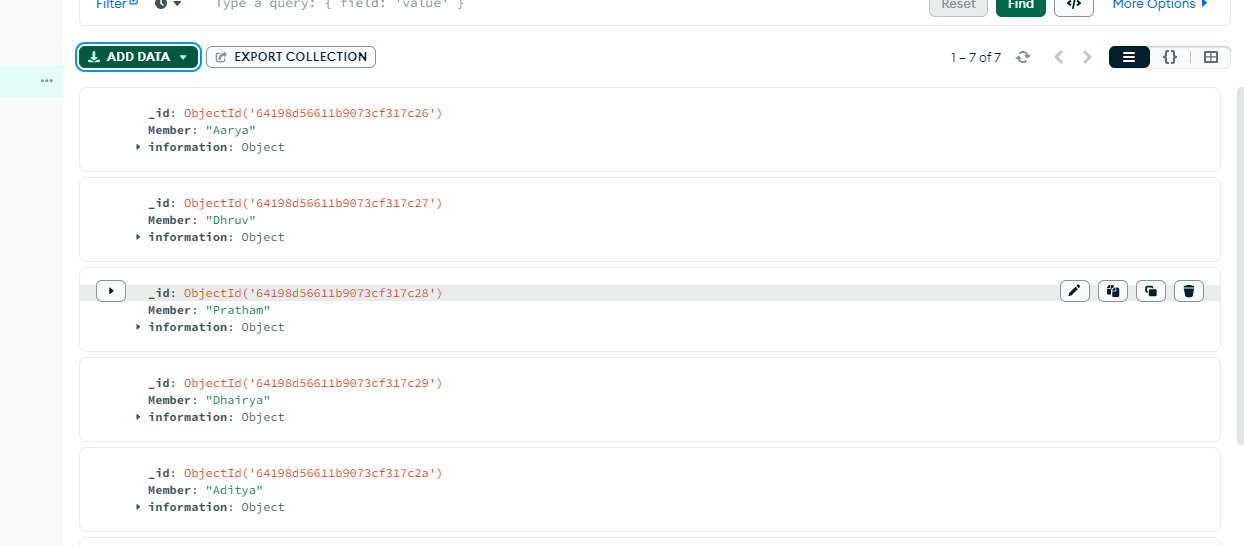 Filter
Type a query: { field: 'value' }
Reset
Find
</>
More Options
ADD DATA
EXPORT COLLECTION
1 – 7 of 7
{}
_id: ObjectId('64198d56611b9073cf317c26')
Member: "Aarya"
information: Object
_id: ObjectId('64198d56611b9073cf317c27')
Member: "Dhruv"
information: Object
_id: ObjectId('64198d56611b9073cf317c28')
Member: "Pratham"
information: Object
_id: ObjectId('64198d56611b9073cf317c29')
Member: "Dhairya"
information: Object
_id: ObjectId('64198d56611b9073cf317c2a')
Member: "Aditya"
information: Object